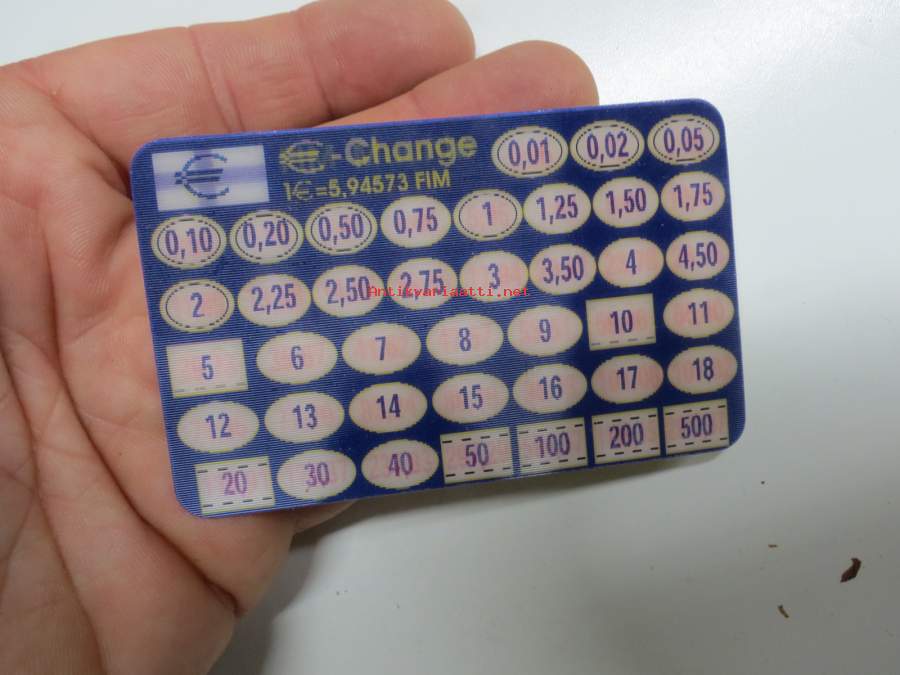 €-Change
1€=5,94573 FIM
0,01 0,02 0,05
0,10 0,20 0,50 0,75 1 1,25 1,50 1,75
2 2,25 2,50 2,75 3 3,50 4 4,50
5 6 7 8 9 10 11
12 13 14 15 16 17 18
20 30 40 50 100 200 500
Antikvariaatti.net